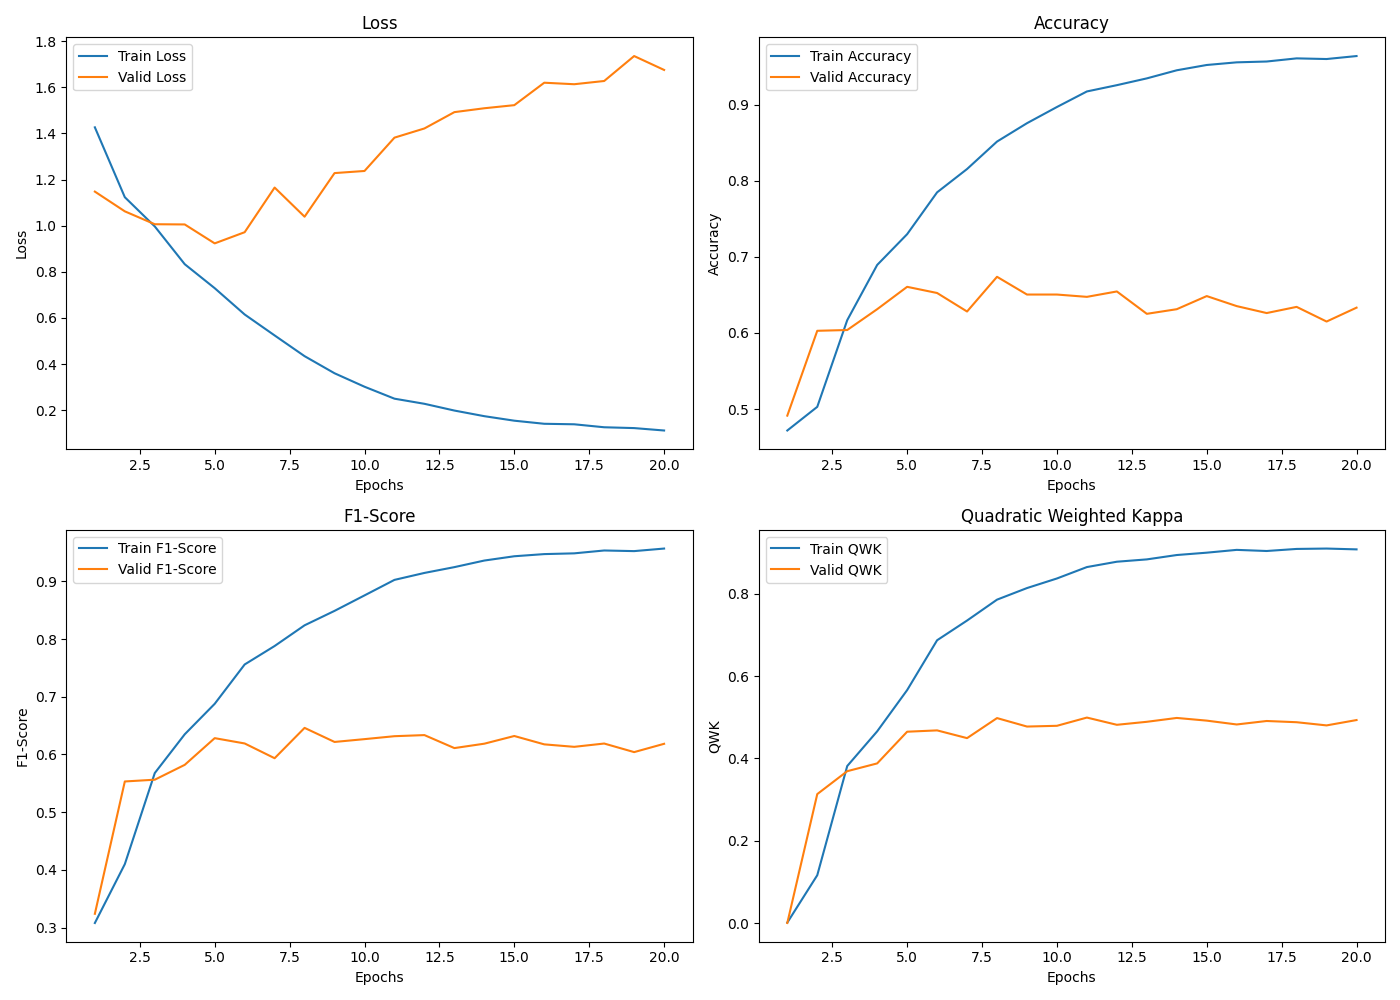 Loss
Train Loss
Valid Loss
1.8
1.6
1.4
1.2
1.0
0.8
0.6
0.4
0.2
Loss
2.5 5.0 7.5 10.0 12.5 15.0 17.5 20.0
Epochs
Accuracy
Train Accuracy
Valid Accuracy
0.9
0.8
0.7
0.6
0.5
Accuracy
2.5 5.0 7.5 10.0 12.5 15.0 17.5 20.0
Epochs
F1-Score
Train F1-Score
Valid F1-Score
0.9
0.8
0.7
0.6
0.5
0.4
0.3
F1-Score
2.5 5.0 7.5 10.0 12.5 15.0 17.5 20.0
Epochs
Quadratic Weighted Kappa
Train QWK
Valid QWK
0.8
0.6
0.4
0.2
0.0
QWK
2.5 5.0 7.5 10.0 12.5 15.0 17.5 20.0
Epochs